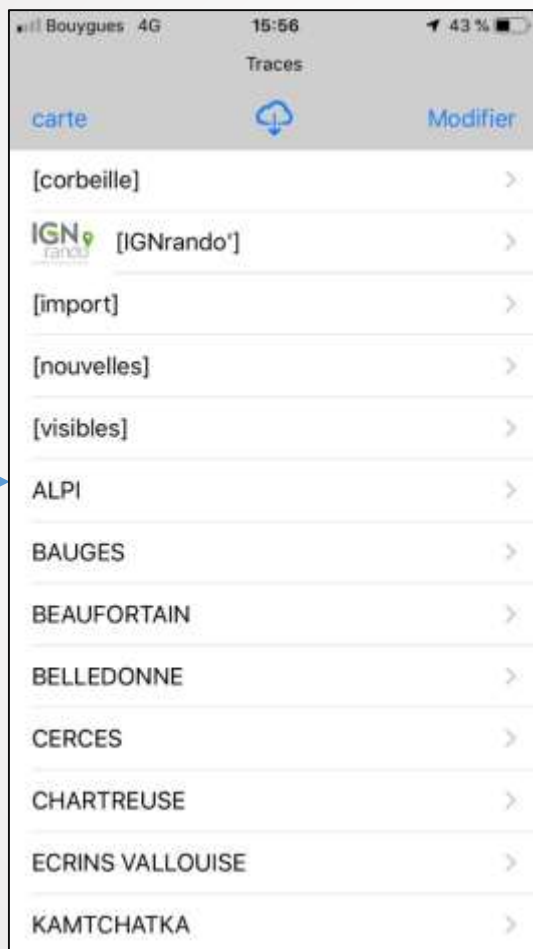 Bouygues 4G 15:56 43 %
Traces
carte Modifier
[corbeille]
IGN rando [IGNrando']
[import]
[nouvelles]
[visibles]
ALPI
BAUGES
BEAUFORTAIN
BELLEDONNE
CERCES
CHARTREUSE
ECRINS VALLOUISE
KAMTCHATKA